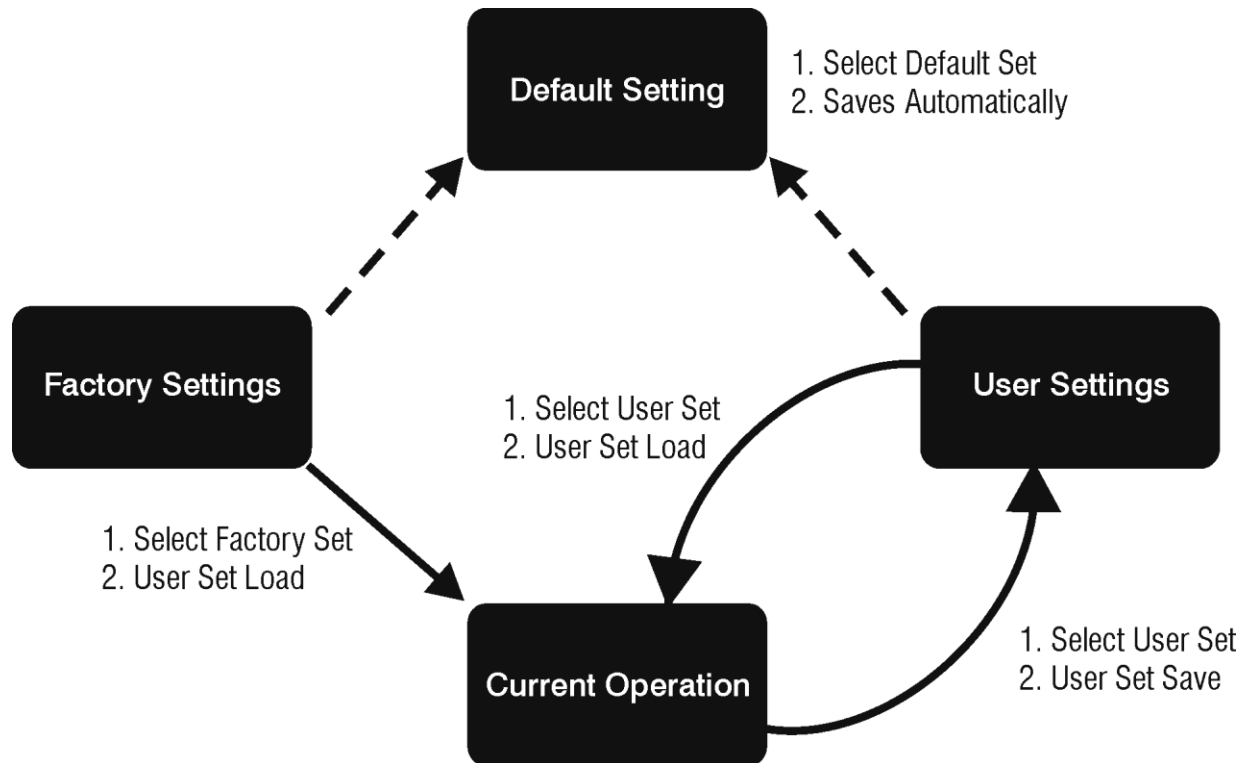 Default Setting
1. Select Default Set
2. Saves Automatically
Factory Settings
User Settings
1. Select User Set
2. User Set Load
1. Select Factory Set
2. User Set Load
Current Operation
1. Select User Set
2. User Set Save